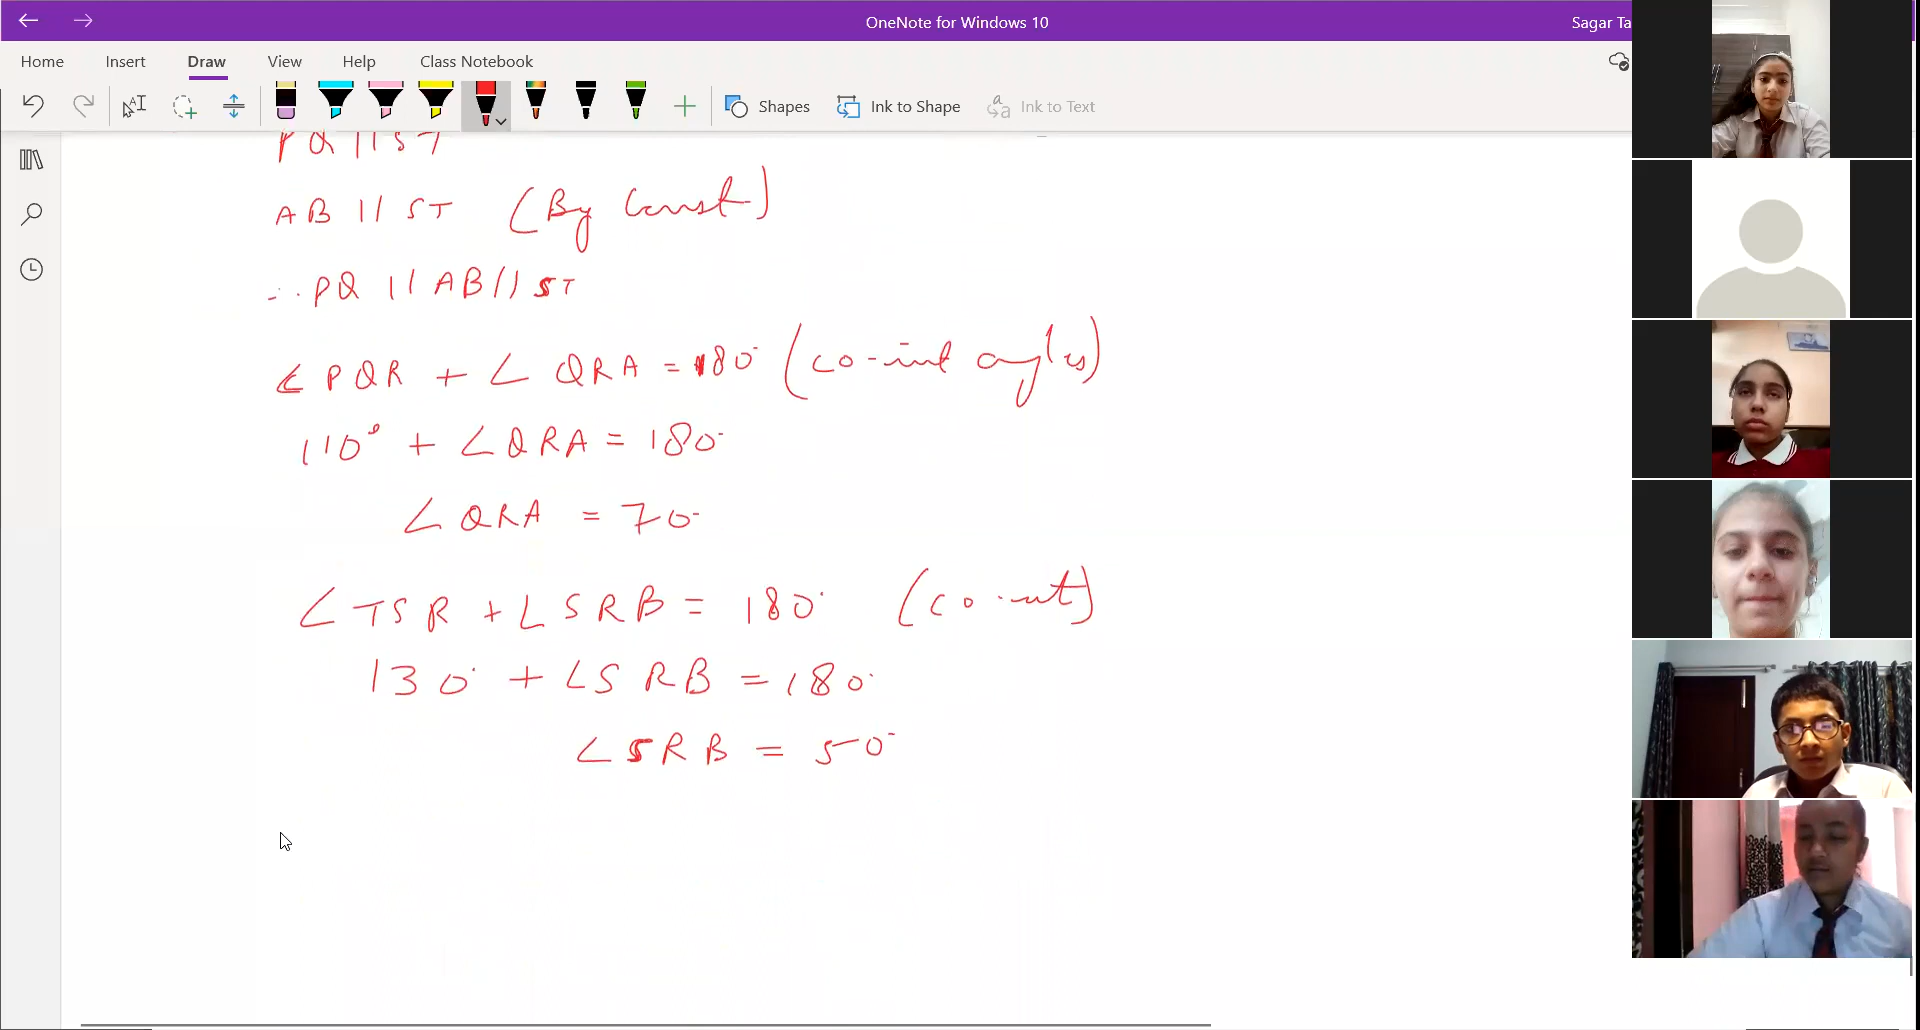 OneNote for Windows 10
Sagar Ta
Home Insert Draw View Help Class Notebook
Shapes Ink to Shape Ink to Text
PQ || ST
AB || ST (By Const)
∴ PQ || AB || ST
∠PQR + ∠QRA = 180° (co-int angles)
110° + ∠QRA = 180°
∠QRA = 70°
∠TSR + ∠SRB = 180° (co-int)
130° + ∠SRB = 180°
∠SRB = 50°